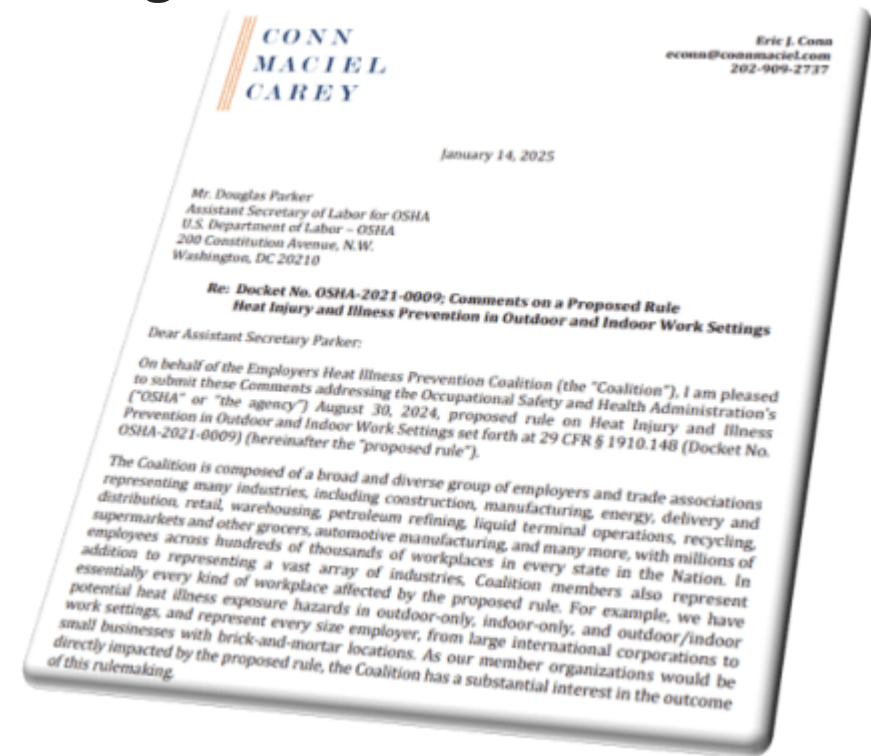 CONN
MACIEL
CAREY
Eric J. Conn
econn@connmaciel.com
202-909-2737
January 14, 2025
Mr. Douglas Parker
Assistant Secretary of Labor for OSHA
U.S. Department of Labor – OSHA
200 Constitution Avenue, N.W.
Washington, DC 20210
Re: Docket No. OSHA-2021-0009; Comments on a Proposed Rule
Heat Injury and Illness Prevention in Outdoor and Indoor Work Settings
Dear Assistant Secretary Parker:
On behalf of the Employers Heat Illness Prevention Coalition (the "Coalition"), I am pleased
to submit these Comments addressing the Occupational Safety and Health Administration's
("OSHA" or "the agency") August 30, 2024, proposed rule on Heat Injury and Illness
Prevention in Outdoor and Indoor Work Settings set forth at 29 CFR § 1910.148 (Docket No.
OSHA-2021-0009) (hereinafter the "proposed rule").
The Coalition is composed of a broad and diverse group of employers and trade associations
representing many industries, including construction, manufacturing, energy, delivery and
distribution, retail, warehousing, petroleum refining, liquid terminal operations, recycling,
supermarkets and other grocers, automotive manufacturing, and many more, with millions of
employees across hundreds of thousands of workplaces in every state in the Nation. In
addition to representing a vast array of industries, Coalition members also represent
essentially every kind of workplace affected by the proposed rule. For example, we have
potential heat illness exposure hazards in outdoor-only, indoor-only, and outdoor/indoor
work settings, and represent every size employer, from large international corporations to
small businesses with brick-and-mortar locations. As our member organizations would be
directly impacted by the proposed rule, the Coalition has a substantial interest in the outcome
of this rulemaking.